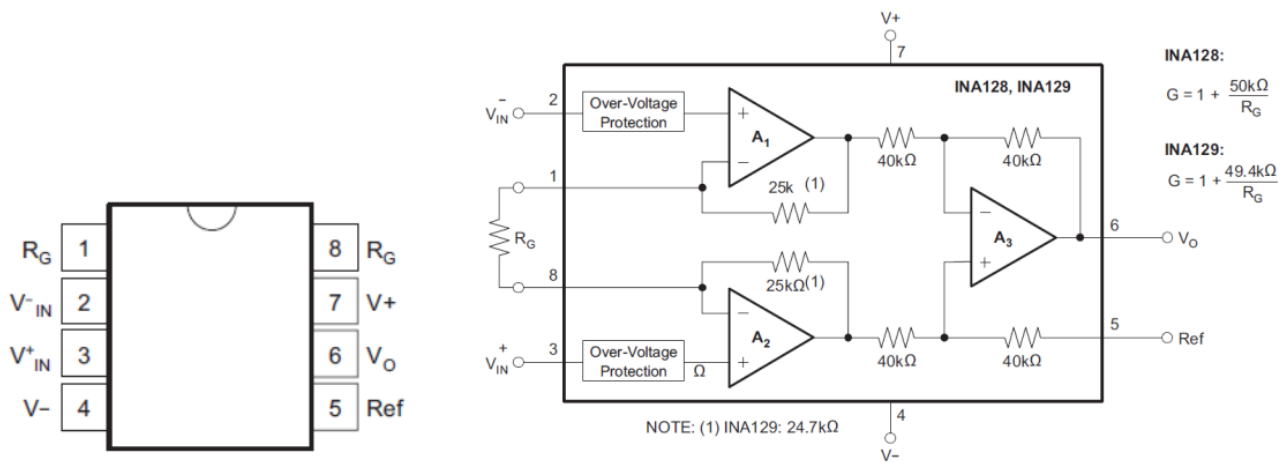 R_G 1
8 R_G
V⁻_IN 2
7 V+
V⁺_IN 3
6 V_O
V− 4
5 Ref
V+
7
INA128, INA129
V⁻_IN
2
Over-Voltage
Protection
+
A₁
−
40kΩ
40kΩ
1
25k (1)
R_G
−
A₃
+
6
V_O
8
25kΩ(1)
−
A₂
+
40kΩ
40kΩ
5
Ref
V⁺_IN
3
Over-Voltage
Protection
Ω
NOTE: (1) INA129: 24.7kΩ
4
V−
INA128:
G = 1 + 50kΩ / R_G
INA129:
G = 1 + 49.4kΩ / R_G